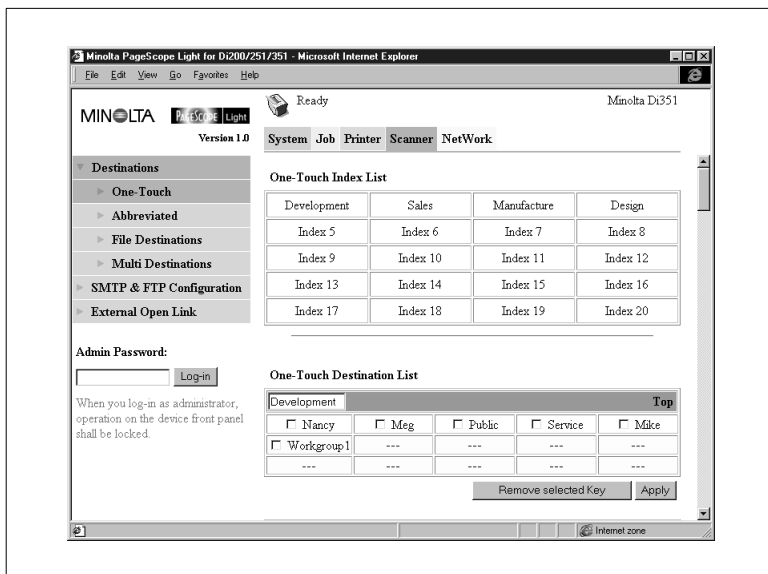 Minolta PageScope Light for Di200/251/351 - Microsoft Internet Explorer
File Edit View Go Favorites Help
MINOLTA PAGESCOPE Light
Version 1.0
Ready
Minolta Di351
System Job Printer Scanner NetWork
Destinations
One-Touch
Abbreviated
File Destinations
Multi Destinations
SMTP & FTP Configuration
External Open Link
Admin Password:
Log-in
When you log-in as administrator,
operation on the device front panel
shall be locked.
One-Touch Index List
Development Sales Manufacture Design
Index 5 Index 6 Index 7 Index 8
Index 9 Index 10 Index 11 Index 12
Index 13 Index 14 Index 15 Index 16
Index 17 Index 18 Index 19 Index 20
One-Touch Destination List
Development Top
Nancy Meg Public Service Mike
Workgroup1 --- --- --- ---
--- --- --- --- ---
Remove selected Key Apply
Internet zone